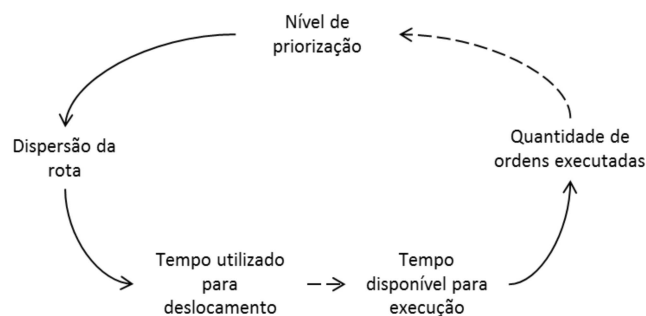 Nível de
priorização
Dispersão da
rota
Tempo utilizado
para
deslocamento
Tempo
disponível para
execução
Quantidade de
ordens executadas